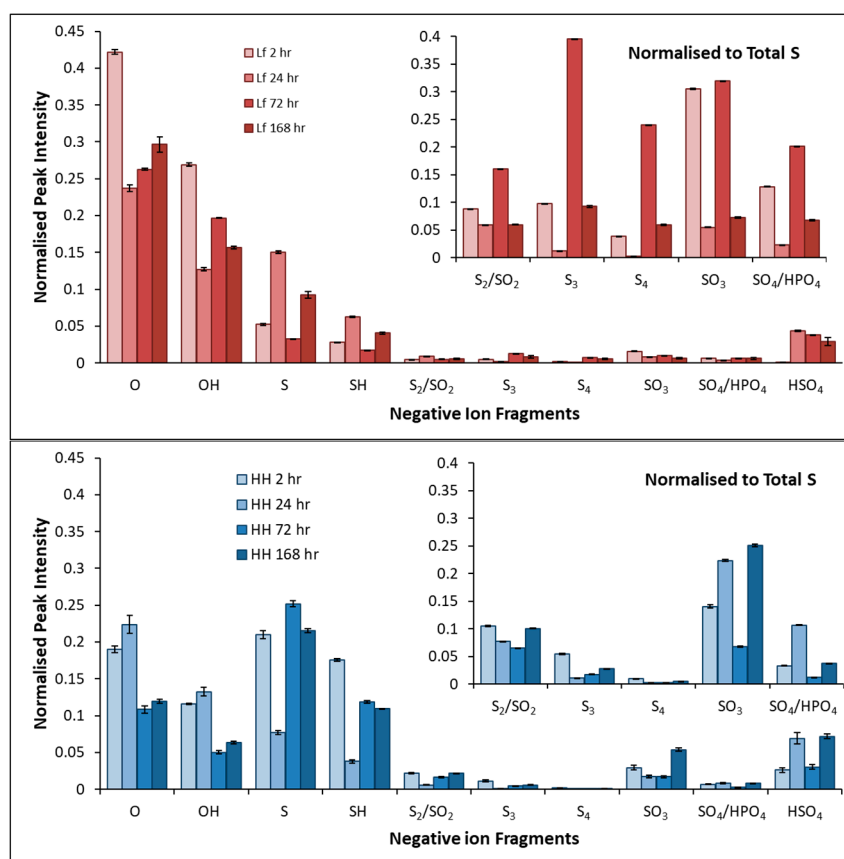 0.45
0.4
0.35
0.3
0.25
0.2
0.15
0.1
0.05
0
Normalised Peak Intensity
Lf 2 hr
Lf 24 hr
Lf 72 hr
Lf 168 hr
O OH S SH S₂/SO₂ S₃ S₄ SO₃ SO₄/HPO₄ HSO₄
Negative Ion Fragments
Normalised to Total S
0.4
0.35
0.3
0.25
0.2
0.15
0.1
0.05
0
S₂/SO₂ S₃ S₄ SO₃ SO₄/HPO₄
0.45
0.4
0.35
0.3
0.25
0.2
0.15
0.1
0.05
0
Normalised Peak Intensity
HH 2 hr
HH 24 hr
HH 72 hr
HH 168 hr
O OH S SH S₂/SO₂ S₃ S₄ SO₃ SO₄/HPO₄ HSO₄
Negative ion Fragments
Normalised to Total S
0.4
0.35
0.3
0.25
0.2
0.15
0.1
0.05
0
S₂/SO₂ S₃ S₄ SO₃ SO₄/HPO₄